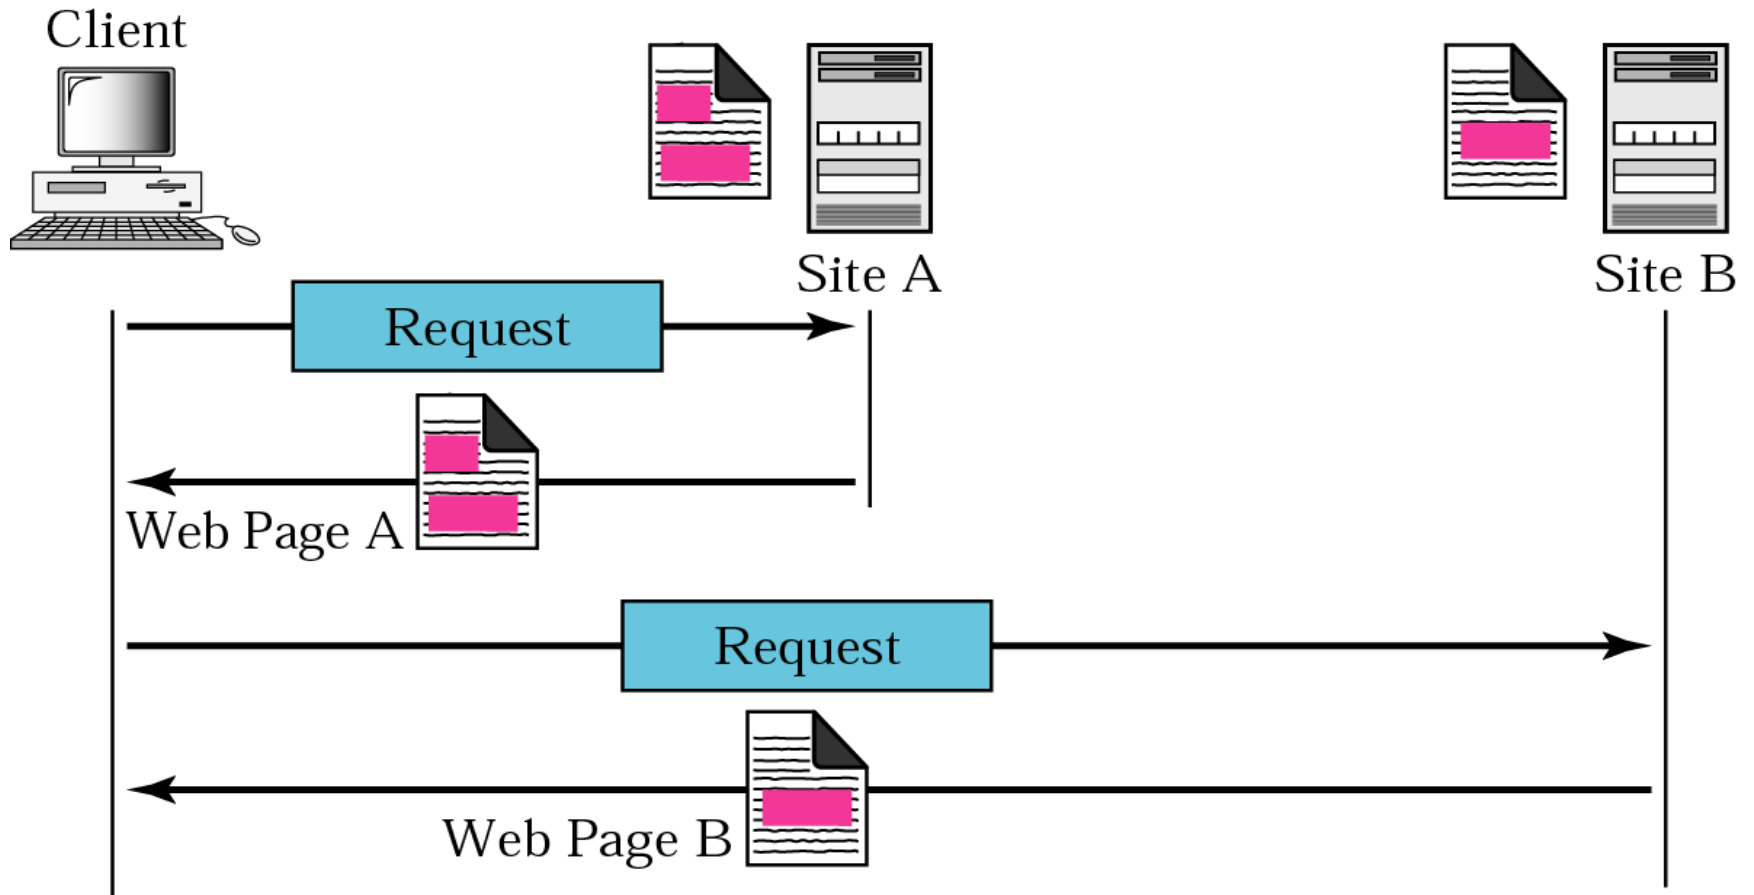 Client
Site A
Site B
Request
Web Page A
Request
Web Page B